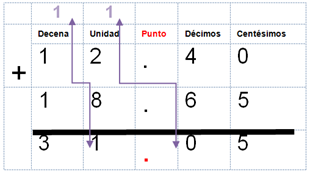 1 1
Decena Unidad Punto Décimos Centésimos
1 2 . 4 0
+
1 8 . 6 5
3 1 . 0 5